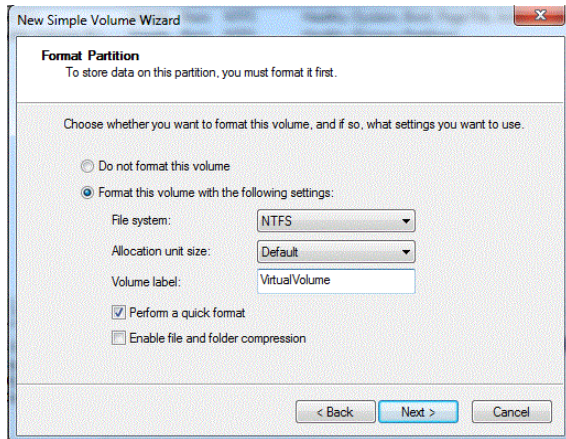 New Simple Volume Wizard
Format Partition
To store data on this partition, you must format it first.
Choose whether you want to format this volume, and if so, what settings you want to use.
Do not format this volume
Format this volume with the following settings:
File system:
NTFS
Allocation unit size:
Default
Volume label:
VirtualVolume
Perform a quick format
Enable file and folder compression
< Back
Next >
Cancel